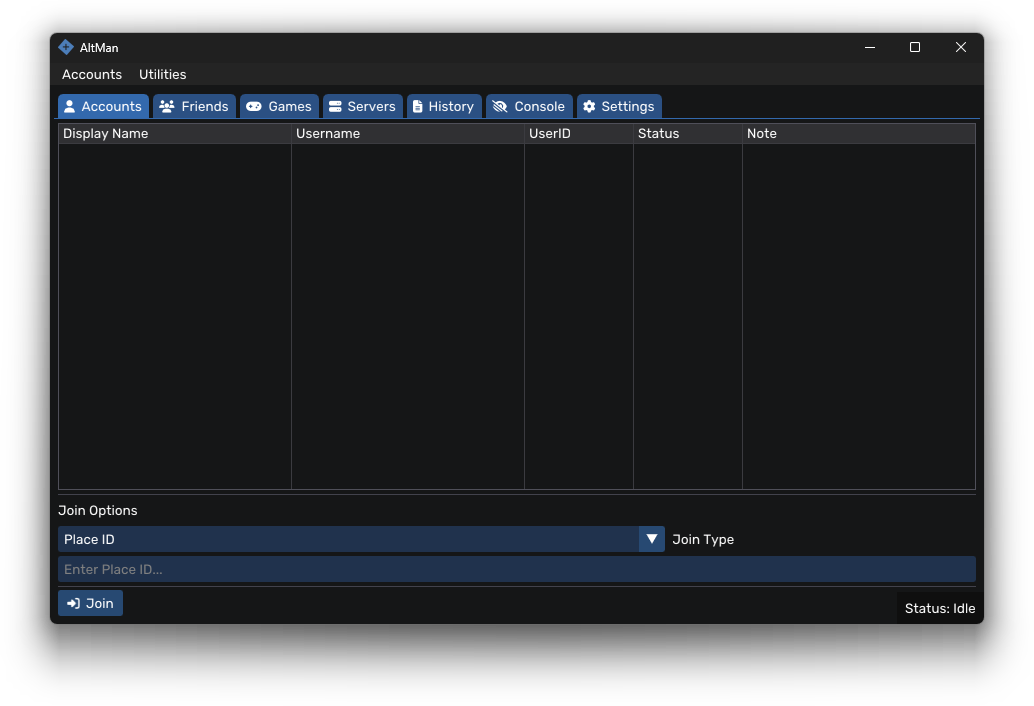 AltMan
Accounts Utilities
Accounts Friends Games Servers History Console Settings
Display Name Username UserID Status Note
Join Options
Place ID Join Type
Enter Place ID...
Join
Status: Idle